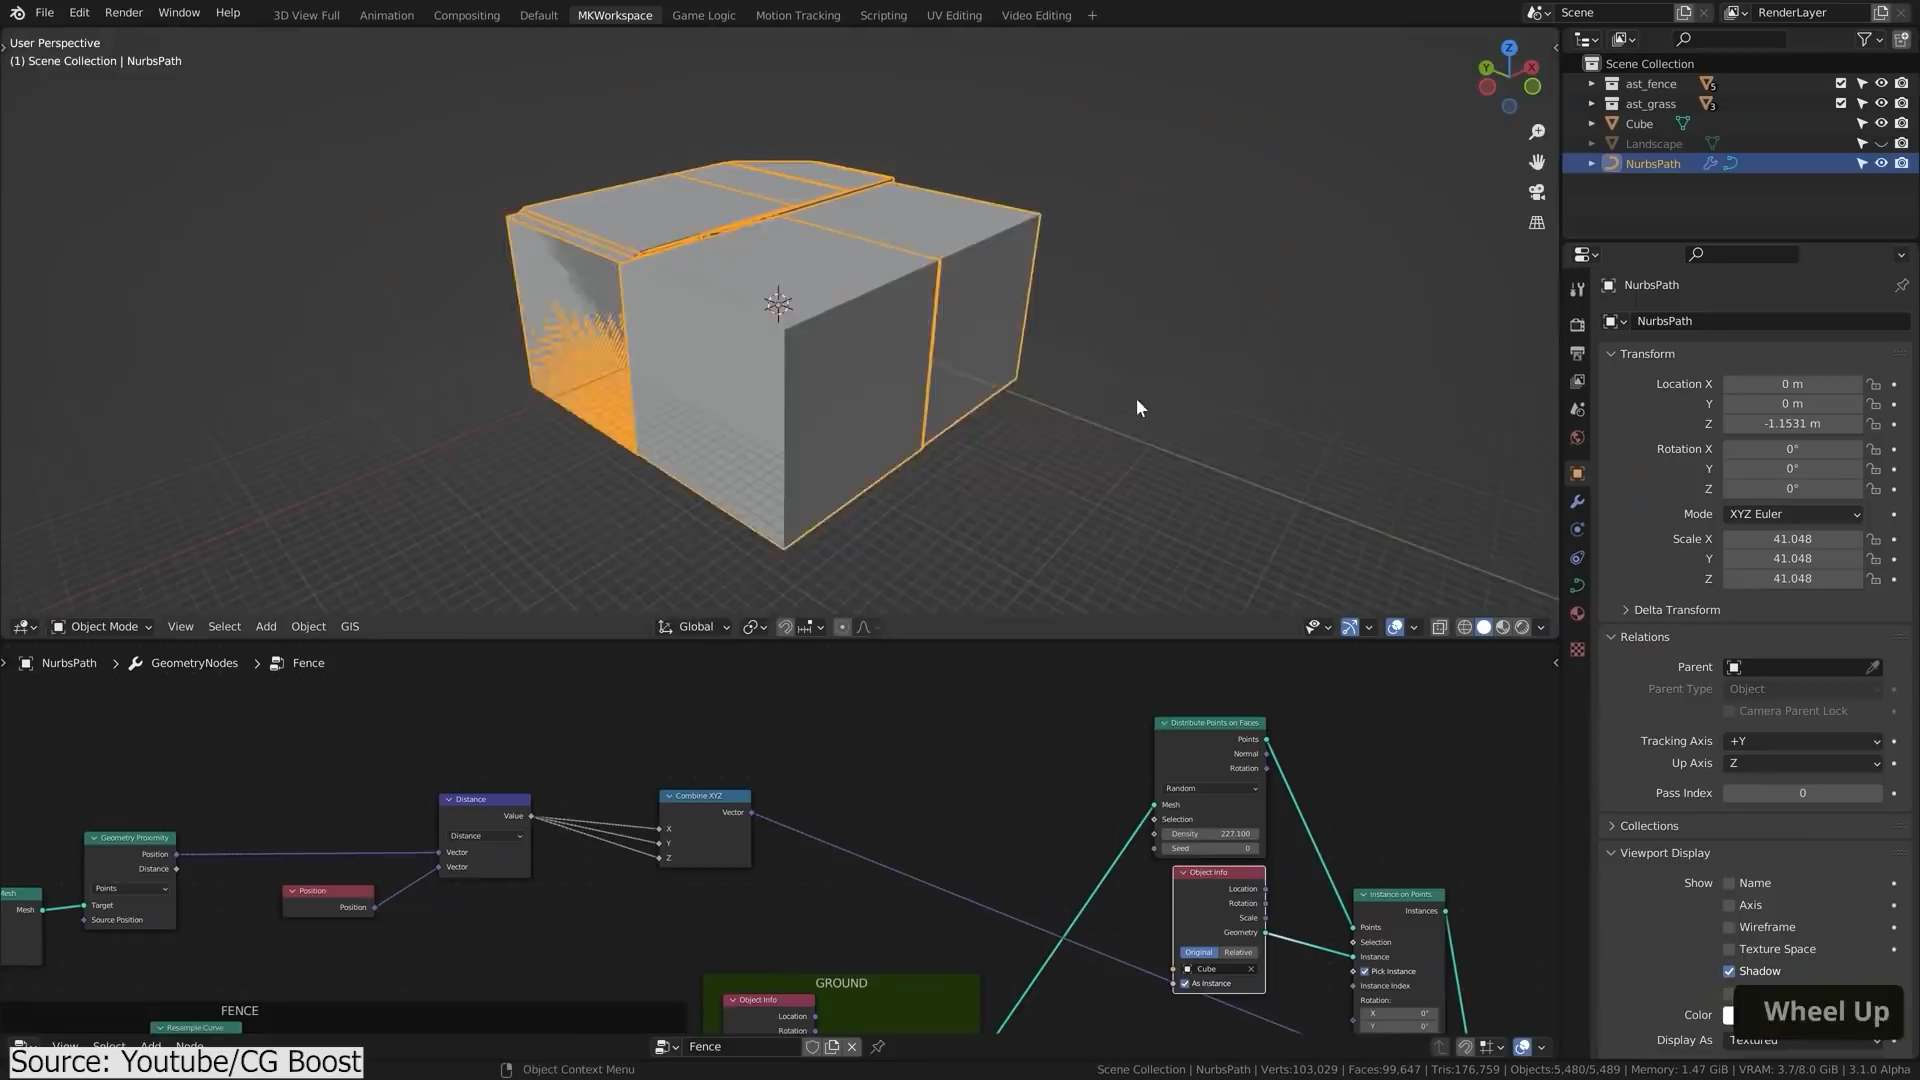 File Edit Render Window Help 3D View Full Animation Compositing Default MKWorkspace Game Logic Motion Tracking Scripting UV Editing Video Editing + Scene RenderLayer
User Perspective
(1) Scene Collection | NurbsPath
Z
Y
X
Scene Collection
ast_fence 5
ast_grass 3
Cube
Landscape
NurbsPath
NurbsPath
NurbsPath
Transform
Location X 0 m
Y 0 m
Z -1.1531 m
Rotation X 0°
Y 0°
Z 0°
Mode XYZ Euler
Scale X 41.048
Y 41.048
Z 41.048
Delta Transform
Relations
Parent
Parent Type Object
Camera Parent Lock
Tracking Axis +Y
Up Axis Z
Pass Index 0
Collections
Viewport Display
Show Name
Axis
Wireframe
Texture Space
Shadow
Color
Display As Textured
Wheel Up
Object Mode View Select Add Object GIS Global
NurbsPath > GeometryNodes > Fence
Mesh
Mesh
Geometry Proximity
Position
Distance
Points
Target
Source Position
Position
Position
Distance
Value
Distance
Vector
Vector
Combine XYZ
Vector
X
Y
Z
Distribute Points on Faces
Points
Normal
Rotation
Random
Mesh
Selection
Density 227.100
Seed 0
Object Info
Location
Rotation
Scale
Geometry
Original Relative
Cube
As Instance
Instance on Points
Instances
Points
Selection
Instance
Pick Instance
Instance Index
Rotation:
X 0°
Y 0°
GROUND
Object Info
Location
Rotation
FENCE
Resample Curve
View Select Add Node Fence
Source: Youtube/CG Boost
Object Context Menu
Scene Collection | NurbsPath | Verts:103,029 | Faces:99,647 | Tris:176,759 | Objects:5,480/5,489 | Memory: 1.47 GiB | VRAM: 3.7/8.0 GiB | 3.1.0 Alpha